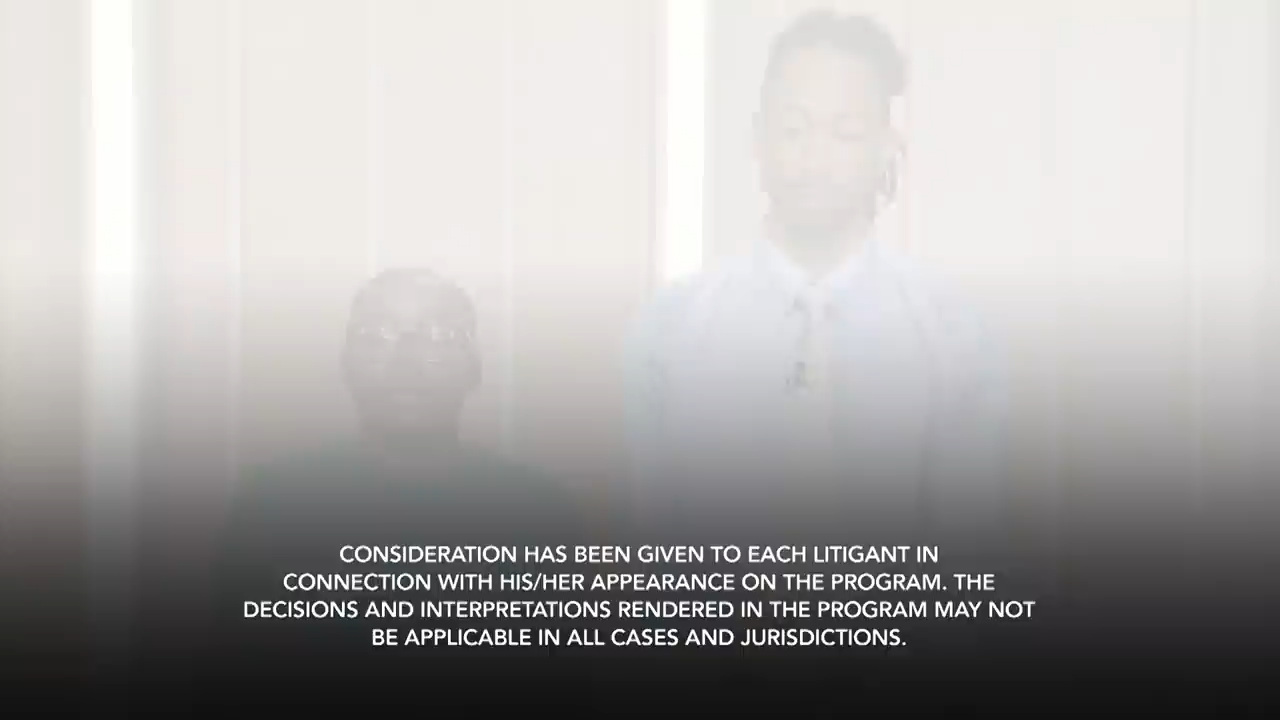 CONSIDERATION HAS BEEN GIVEN TO EACH LITIGANT IN
CONNECTION WITH HIS/HER APPEARANCE ON THE PROGRAM. THE
DECISIONS AND INTERPRETATIONS RENDERED IN THE PROGRAM MAY NOT
BE APPLICABLE IN ALL CASES AND JURISDICTIONS.